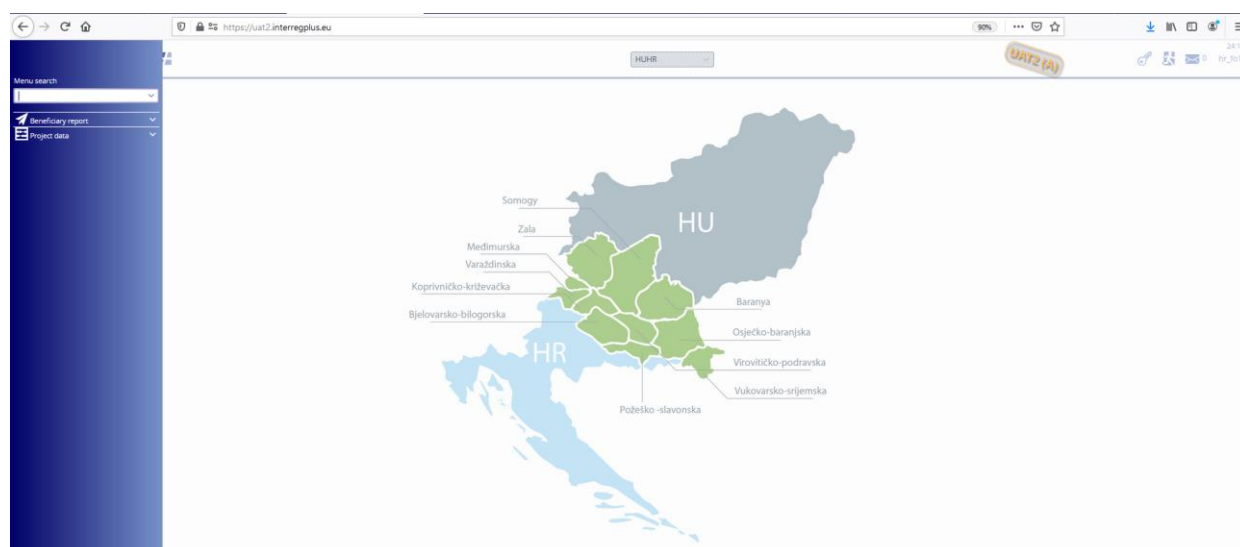 https://uat2.interregplus.eu
90%
HUHR
UAT2 (A)
0
Menu search
Beneficiary report
Project data
Somogy
HU
Zala
Međimurska
Varaždinska
Koprivničko-križevačka
Baranya
Bjelovarsko-bilogorska
Osječko-baranjska
HR
Virovitičko-podravska
Vukovarsko-srijemska
Požeško -slavonska